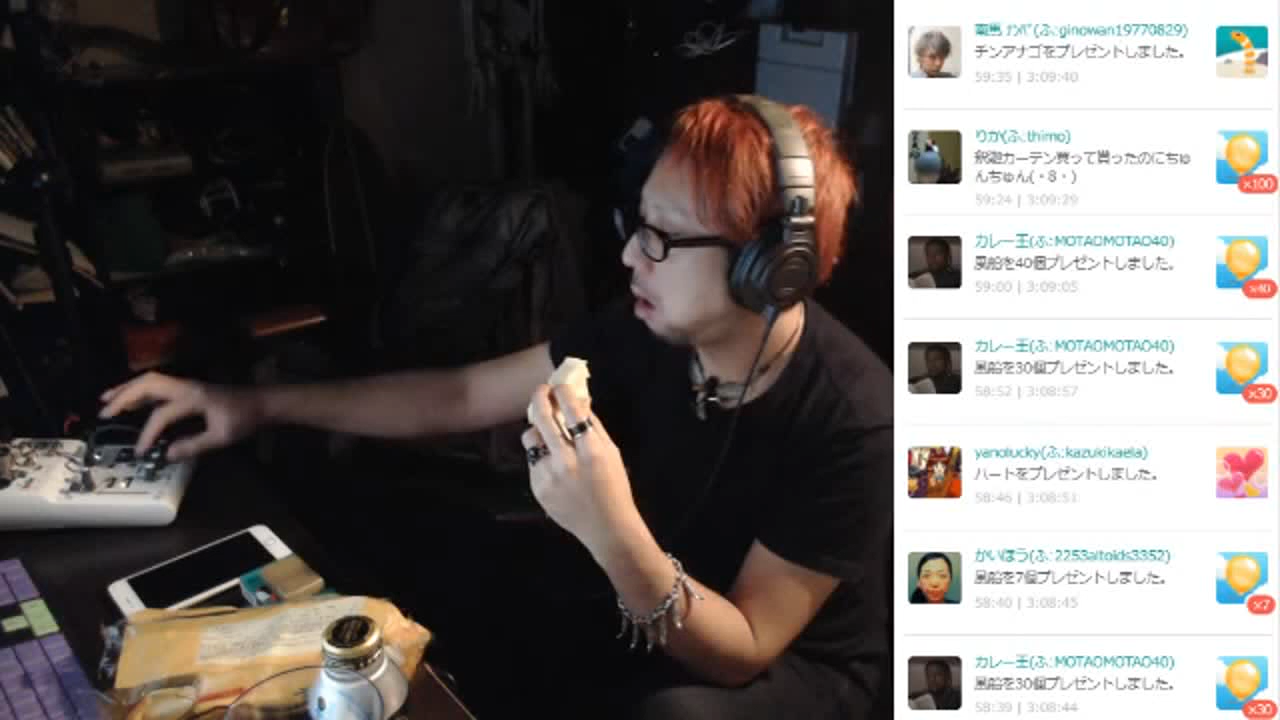 チンアナゴをプレゼントしました。
59:35 | 3:09:40
りか(ふ:thimo)
カーテン買って貰ったのにちゅ
んちゅん(・8・)
×100
59:24 | 3:09:29
カレー王(ふ:MOTAOMOTAO40)
風船を40個プレゼントしました。
×40
59:00 | 3:09:05
カレー王(ふ:MOTAOMOTAO40)
風船を30個プレゼントしました。
×30
58:52 | 3:08:57
yanolucky(ふ:kazukikaela)
ハートをプレゼントしました。
58:46 | 3:08:51
かいほう(ふ:2253altoids3352)
風船を7個プレゼントしました。
×7
58:40 | 3:08:45
カレー王(ふ:MOTAOMOTAO40)
風船を30個プレゼントしました。
×30
58:39 | 3:08:44